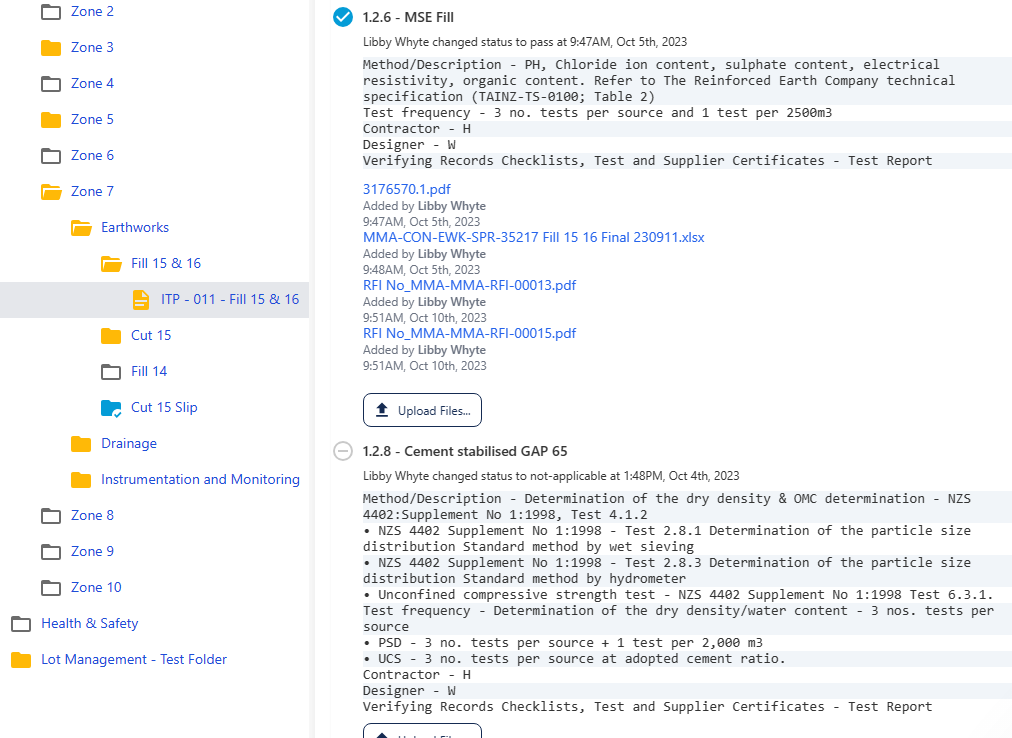 Zone 2
Zone 3
Zone 4
Zone 5
Zone 6
Zone 7
Earthworks
Fill 15 & 16
ITP - 011 - Fill 15 & 16
Cut 15
Fill 14
Cut 15 Slip
Drainage
Instrumentation and Monitoring
Zone 8
Zone 9
Zone 10
Health & Safety
Lot Management - Test Folder
1.2.6 - MSE Fill
Libby Whyte changed status to pass at 9:47AM, Oct 5th, 2023
Method/Description - PH, Chloride ion content, sulphate content, electrical
resistivity, organic content. Refer to The Reinforced Earth Company technical
specification (TAINZ-TS-0100; Table 2)
Test frequency - 3 no. tests per source and 1 test per 2500m3
Contractor - H
Designer - W
Verifying Records Checklists, Test and Supplier Certificates - Test Report
3176570.1.pdf
Added by Libby Whyte
9:47AM, Oct 5th, 2023
MMA-CON-EWK-SPR-35217 Fill 15 16 Final 230911.xlsx
Added by Libby Whyte
9:48AM, Oct 5th, 2023
RFI No_MMA-MMA-RFI-00013.pdf
Added by Libby Whyte
9:51AM, Oct 10th, 2023
RFI No_MMA-MMA-RFI-00015.pdf
Added by Libby Whyte
9:51AM, Oct 10th, 2023
Upload Files...
1.2.8 - Cement stabilised GAP 65
Libby Whyte changed status to not-applicable at 1:48PM, Oct 4th, 2023
Method/Description - Determination of the dry density & OMC determination - NZS
4402:Supplement No 1:1998, Test 4.1.2
• NZS 4402 Supplement No 1:1998 - Test 2.8.1 Determination of the particle size
distribution Standard method by wet sieving
• NZS 4402 Supplement No 1:1998 - Test 2.8.3 Determination of the particle size
distribution Standard method by hydrometer
• Unconfined compressive strength test - NZS 4402 Supplement No 1:1998 Test 6.3.1.
Test frequency - Determination of the dry density/water content - 3 nos. tests per
source
• PSD - 3 no. tests per source + 1 test per 2,000 m3
• UCS - 3 no. tests per source at adopted cement ratio.
Contractor - H
Designer - W
Verifying Records Checklists, Test and Supplier Certificates - Test Report